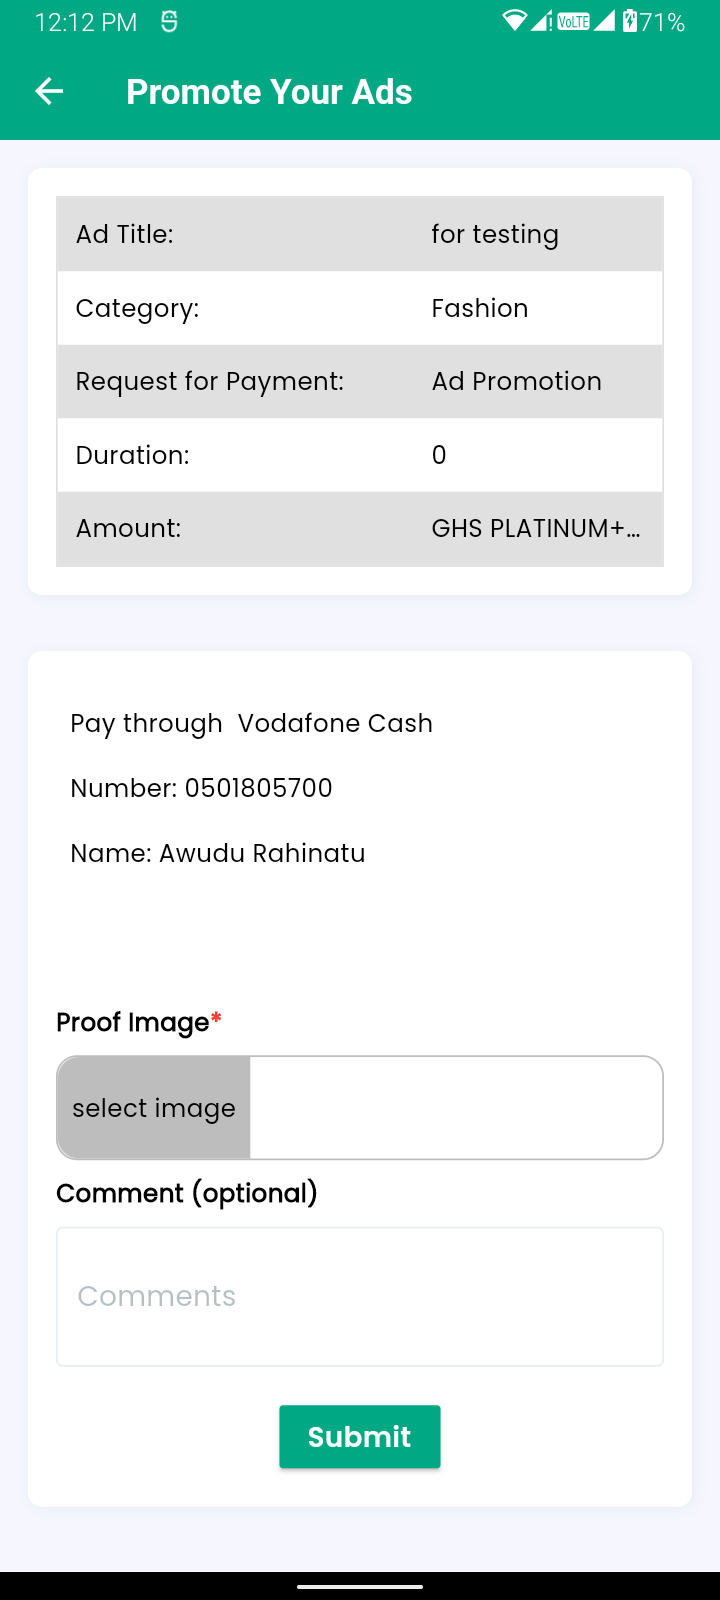 12:12 PM VoLTE 71%
Promote Your Ads
Ad Title: for testing
Category: Fashion
Request for Payment: Ad Promotion
Duration: 0
Amount: GHS PLATINUM+...
Pay through Vodafone Cash
Number: 0501805700
Name: Awudu Rahinatu
Proof Image*
select image
Comment (optional)
Comments
Submit